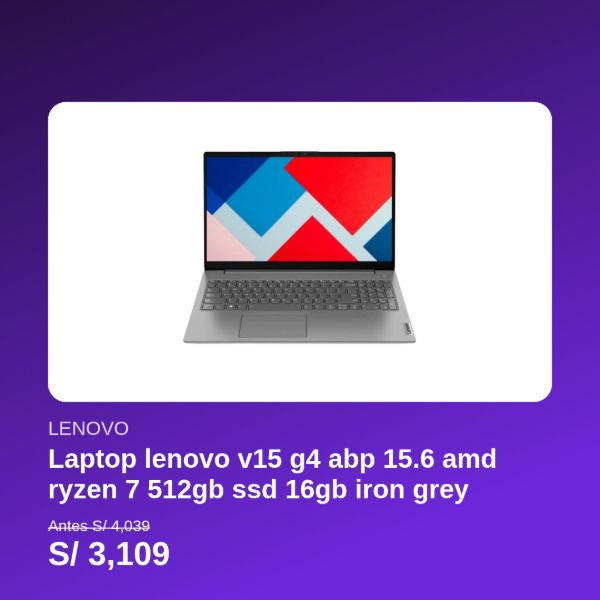 LENOVO
Laptop lenovo v15 g4 abp 15.6 amd
ryzen 7 512gb ssd 16gb iron grey
Antes S/ 4,039
S/ 3,109